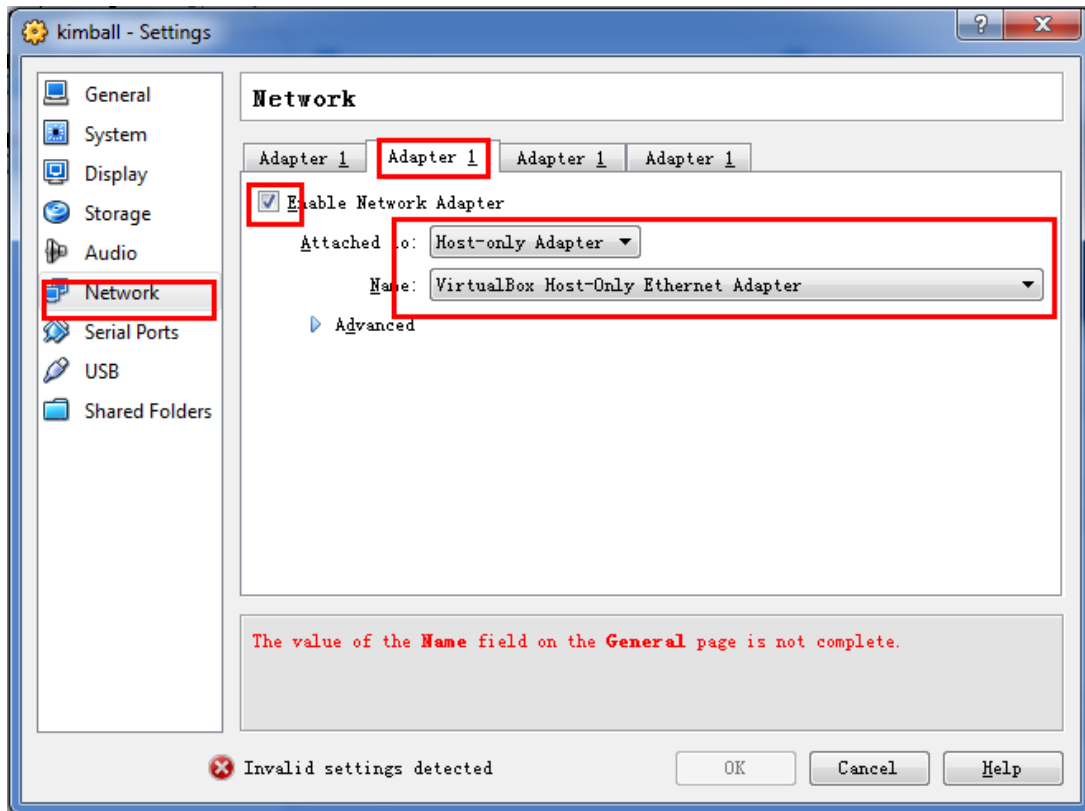 kimball - Settings
General
System
Display
Storage
Audio
Network
Serial Ports
USB
Shared Folders
Network
Adapter 1 Adapter 1 Adapter 1 Adapter 1
Enable Network Adapter
Attached to: Host-only Adapter
Name: VirtualBox Host-Only Ethernet Adapter
Advanced
The value of the Name field on the General page is not complete.
Invalid settings detected
OK Cancel Help